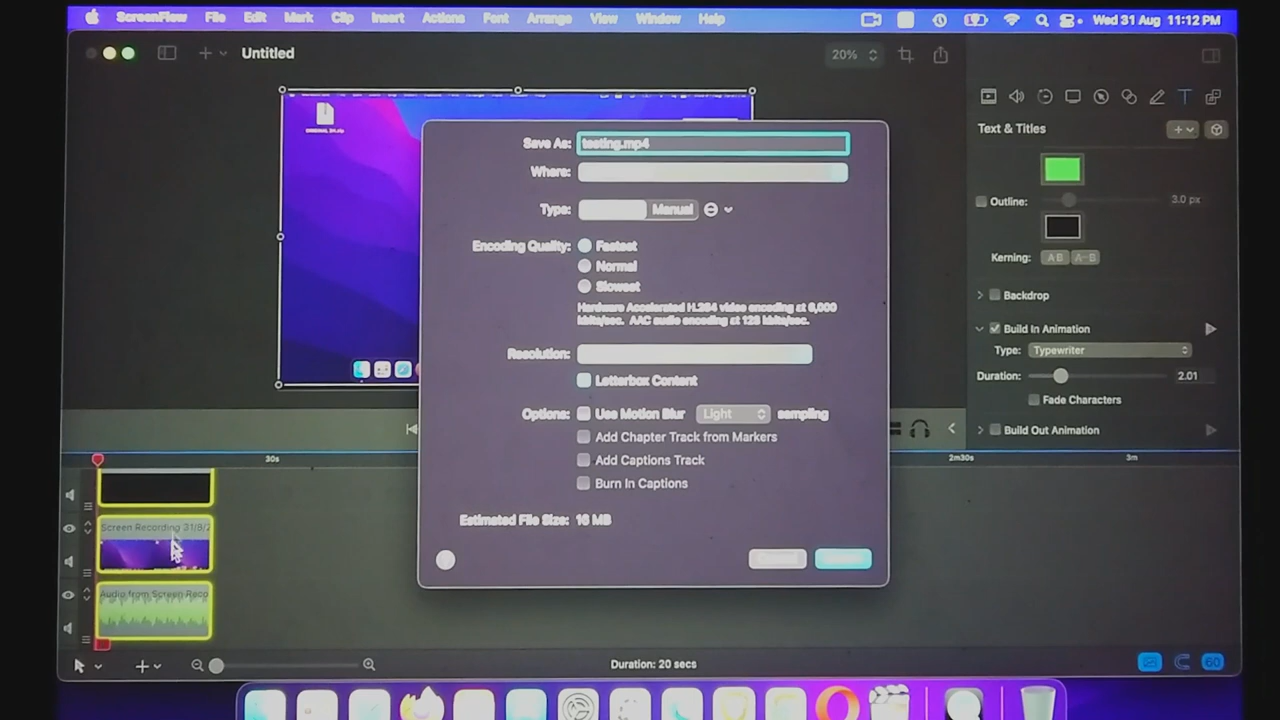 ScreenFlow File Edit Mark Clip Insert Actions Font Arrange View Window Help Wed 31 Aug 11:12 PM
Untitled
20%
Text & Titles
Save As: testing.mp4
Where:
Type: Manual
Outline: 3.0 px
Encoding Quality: Fastest
Normal
Slowest
Kerning: A B A-B
Hardware Accelerated H.264 video encoding at 6,000
kbits/sec. AAC audio encoding at 128 kbits/sec.
Backdrop
Build In Animation
Type: Typewriter
Resolution:
Duration: 2.01
Letterbox Content
Fade Characters
Options: Use Motion Blur Light sampling
Add Chapter Track from Markers
Build Out Animation
Add Captions Track
Burn In Captions
30s 2m30s 3m
Estimated File Size: 16 MB
Screen Recording 31/8/2
Audio from Screen Reco
Duration: 20 secs
60